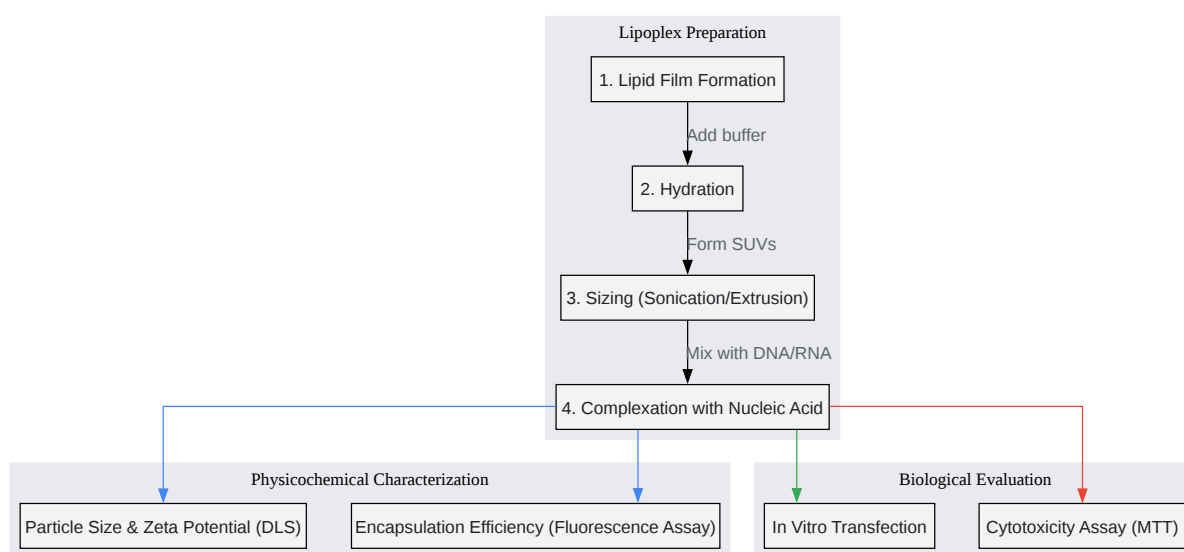 Lipoplex Preparation
1. Lipid Film Formation
Add buffer
2. Hydration
Form SUVs
3. Sizing (Sonication/Extrusion)
Mix with DNA/RNA
4. Complexation with Nucleic Acid
Physicochemical Characterization
Particle Size & Zeta Potential (DLS)
Encapsulation Efficiency (Fluorescence Assay)
Biological Evaluation
In Vitro Transfection
Cytotoxicity Assay (MTT)